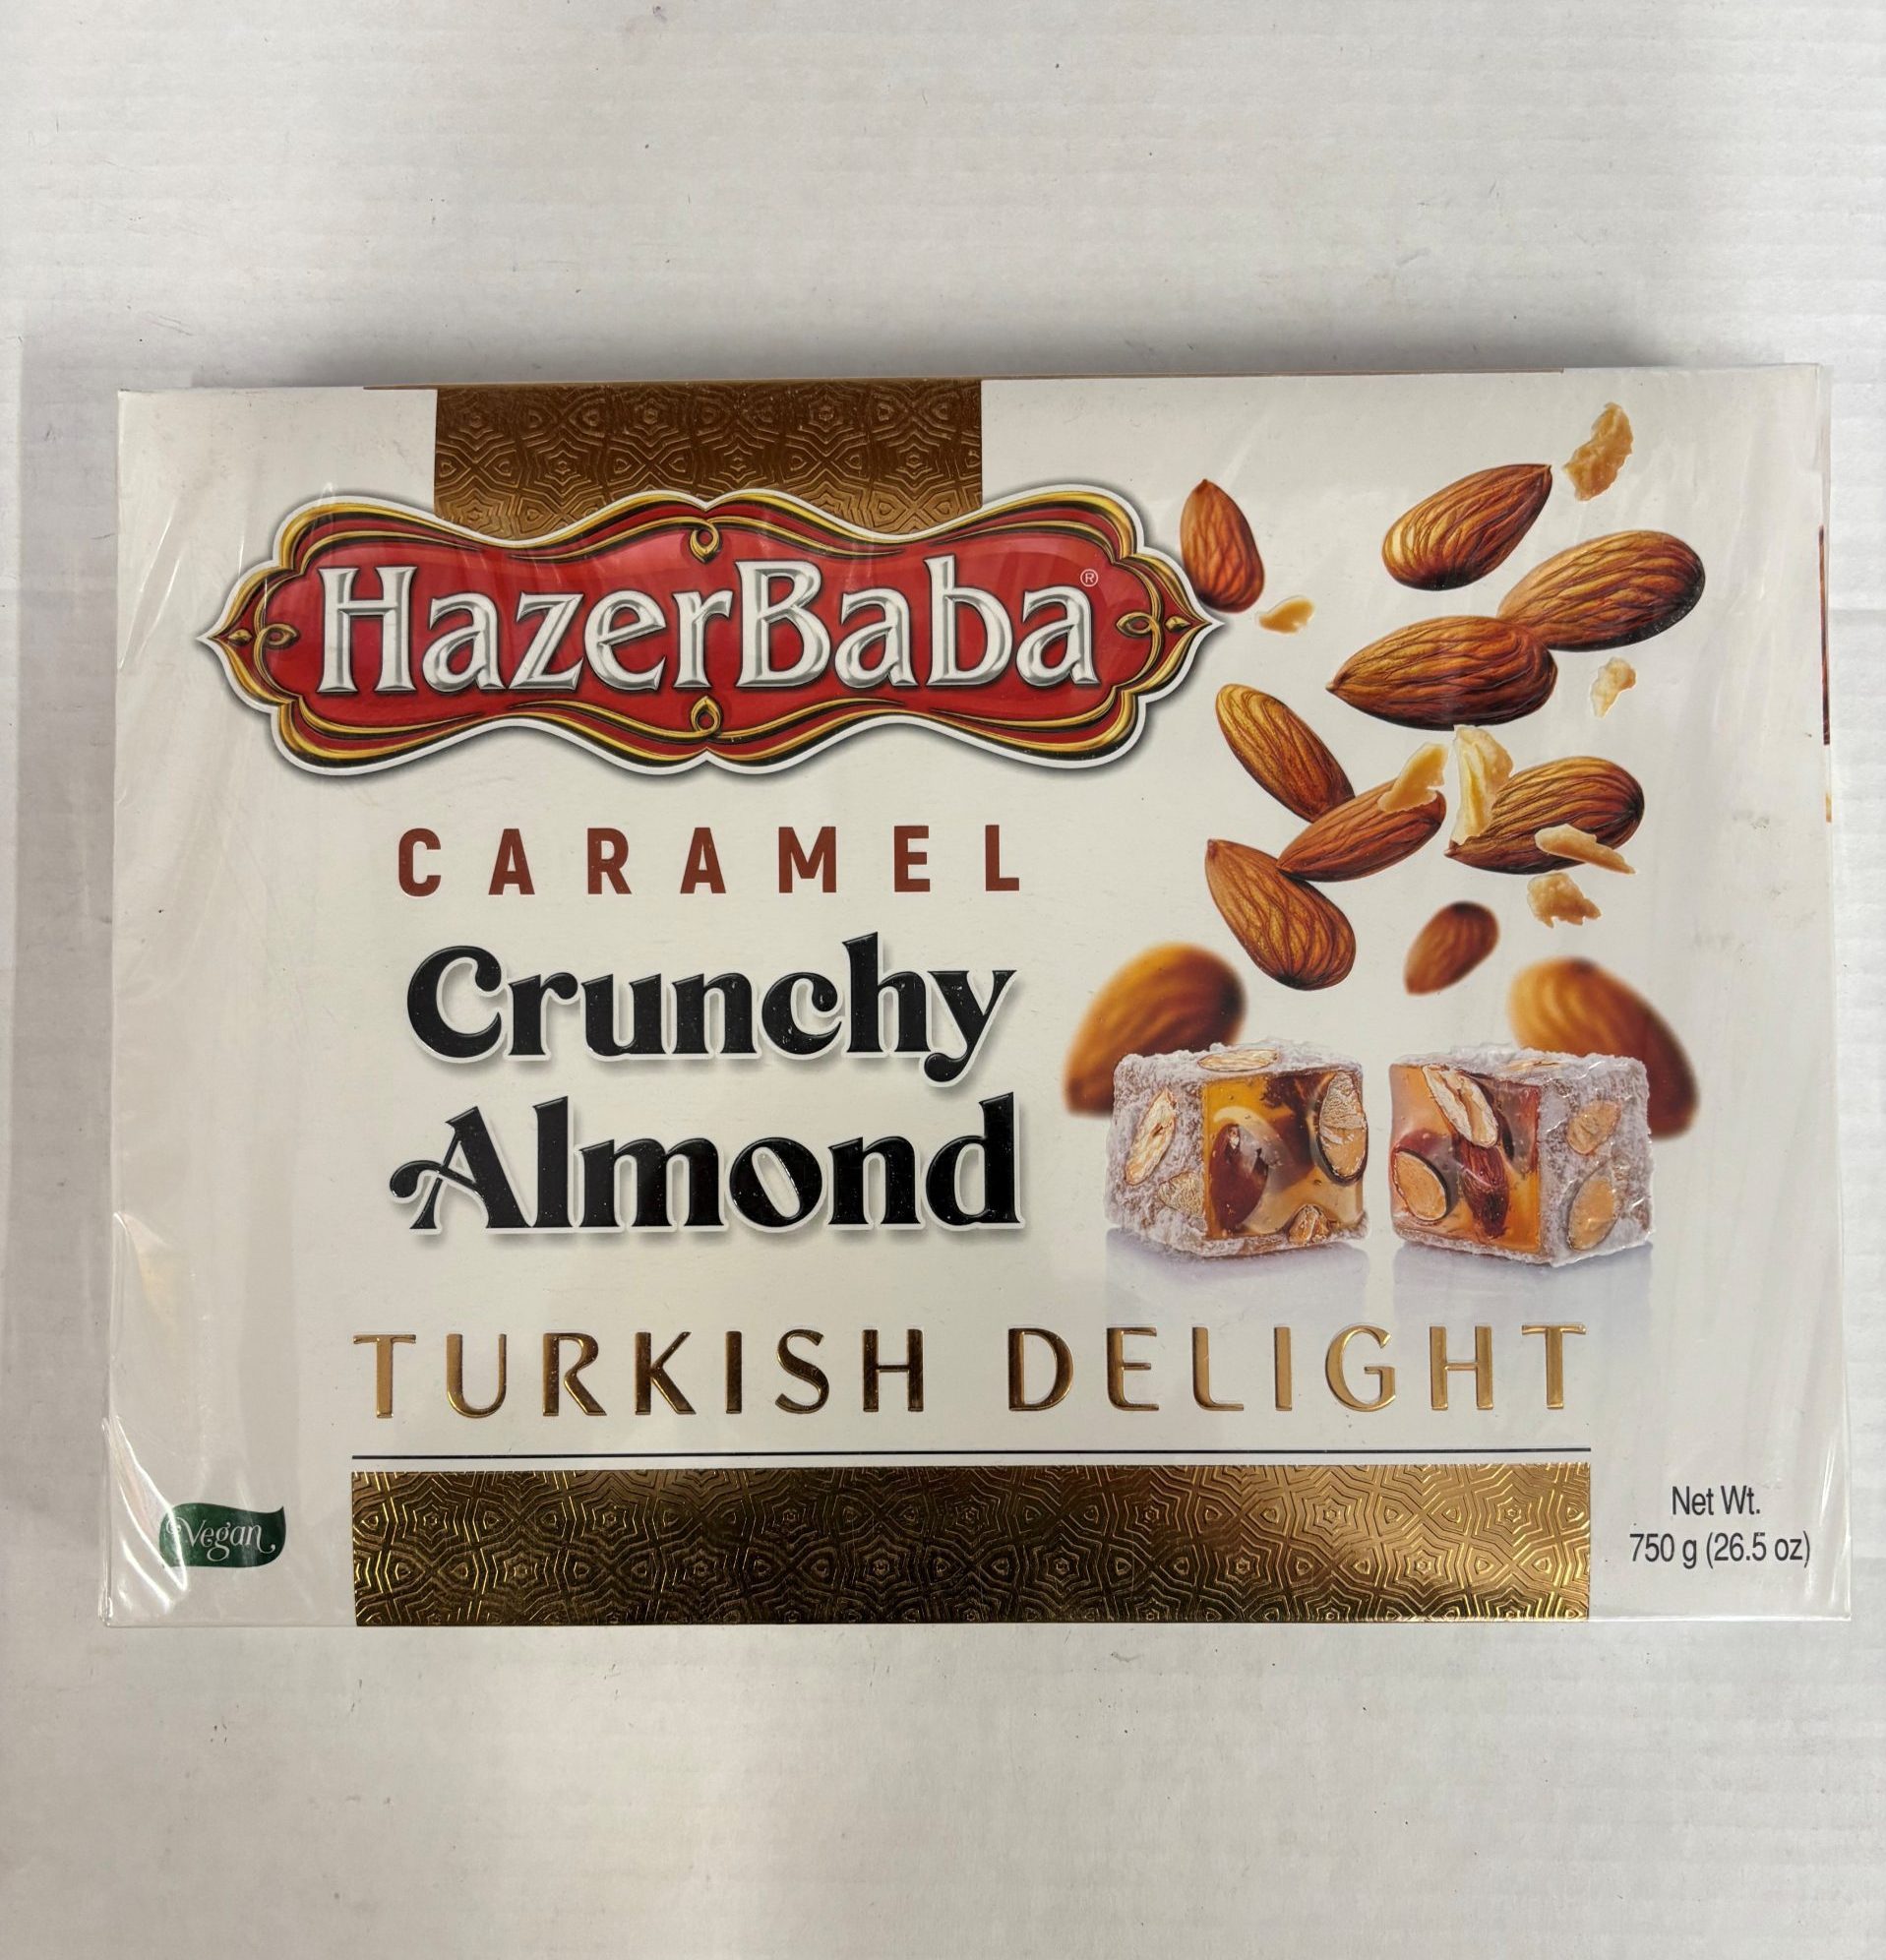 HazerBaba®
CARAMEL
Crunchy
Almond
TURKISH DELIGHT
Vegan
Net Wt.
750 g (26.5 oz)